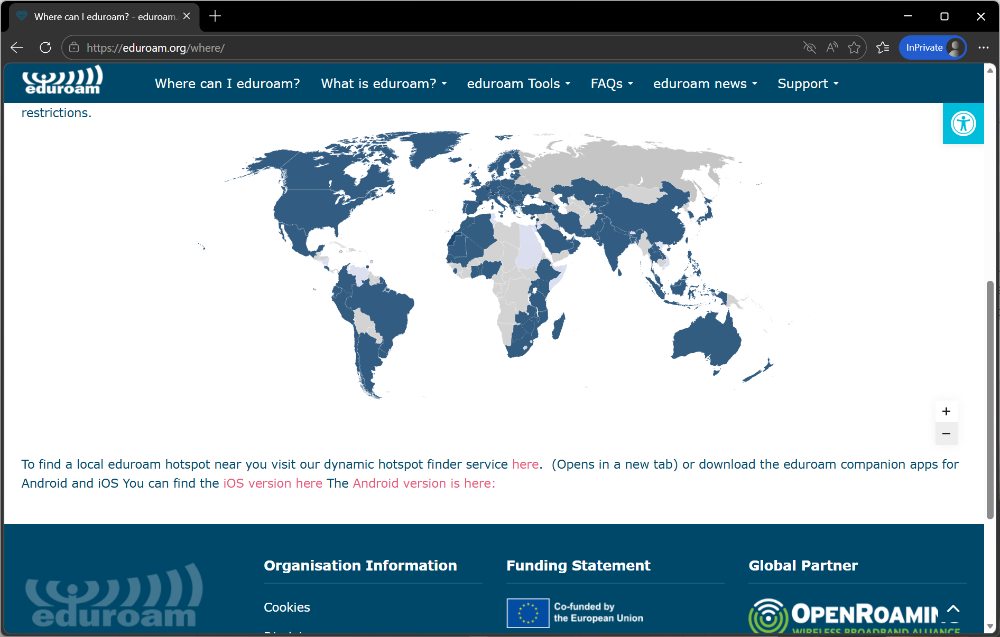 Where can I eduroam? - eduroam.
https://eduroam.org/where/
InPrivate
eduroam
Where can I eduroam?
What is eduroam?
eduroam Tools
FAQs
eduroam news
Support
restrictions.
+
−
To find a local eduroam hotspot near you visit our dynamic hotspot finder service here.  (Opens in a new tab) or download the eduroam companion apps for
Android and iOS You can find the iOS version here The Android version is here:
eduroam
Organisation Information
Cookies
Funding Statement
Co-funded by
the European Union
Global Partner
OPENROAMIN
WIRELESS BROADBAND ALLIANCE